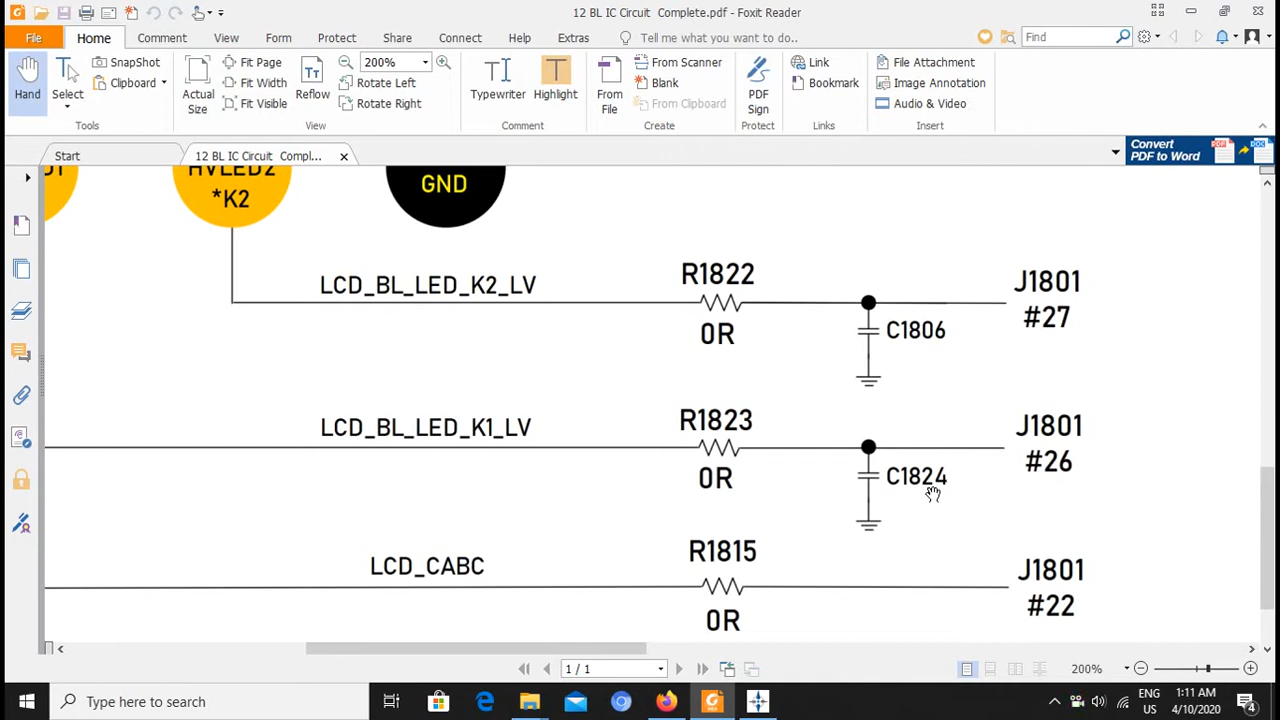 12 BL IC Circuit Complete.pdf - Foxit Reader
File
Home
Comment
View
Form
Protect
Share
Connect
Help
Extras
Tell me what you want to do..
Find
Hand
Select
SnapShot
Clipboard
Actual
Size
Fit Page
Fit Width
Fit Visible
Reflow
200%
Rotate Left
Rotate Right
Typewriter
Highlight
From
File
From Scanner
Blank
From Clipboard
PDF
Sign
Link
Bookmark
File Attachment
Image Annotation
Audio & Video
Tools
View
Comment
Create
Protect
Links
Insert
Start
12 BL IC Circuit Compl...
Convert
PDF to Word
HVLED2
*K2
GND
LCD_BL_LED_K2_LV
R1822
0R
C1806
J1801
#27
LCD_BL_LED_K1_LV
R1823
0R
C1824
J1801
#26
LCD_CABC
R1815
0R
J1801
#22
1 / 1
200%
Type here to search
ENG
US
1:11 AM
4/10/2020
4